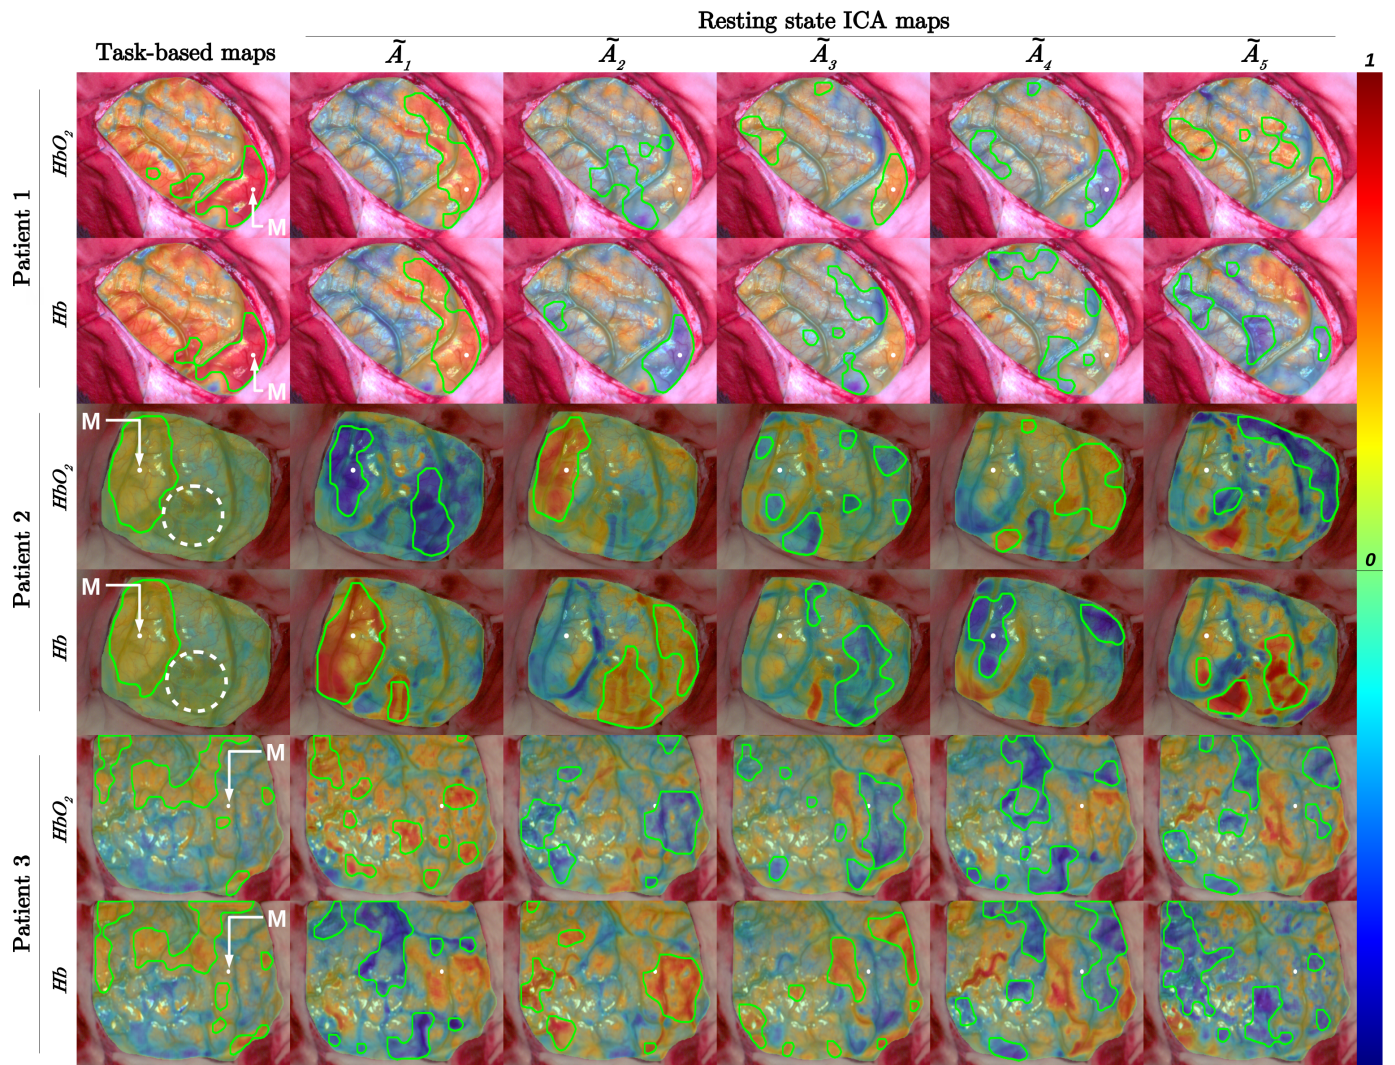 Resting state ICA maps
Task-based maps Ã₁ Ã₂ Ã₃ Ã₄ Ã₅
1
Patient 1
HbO₂
M
Hb
M
Patient 2
HbO₂
M
0
Hb
M
Patient 3
HbO₂
M
Hb
M